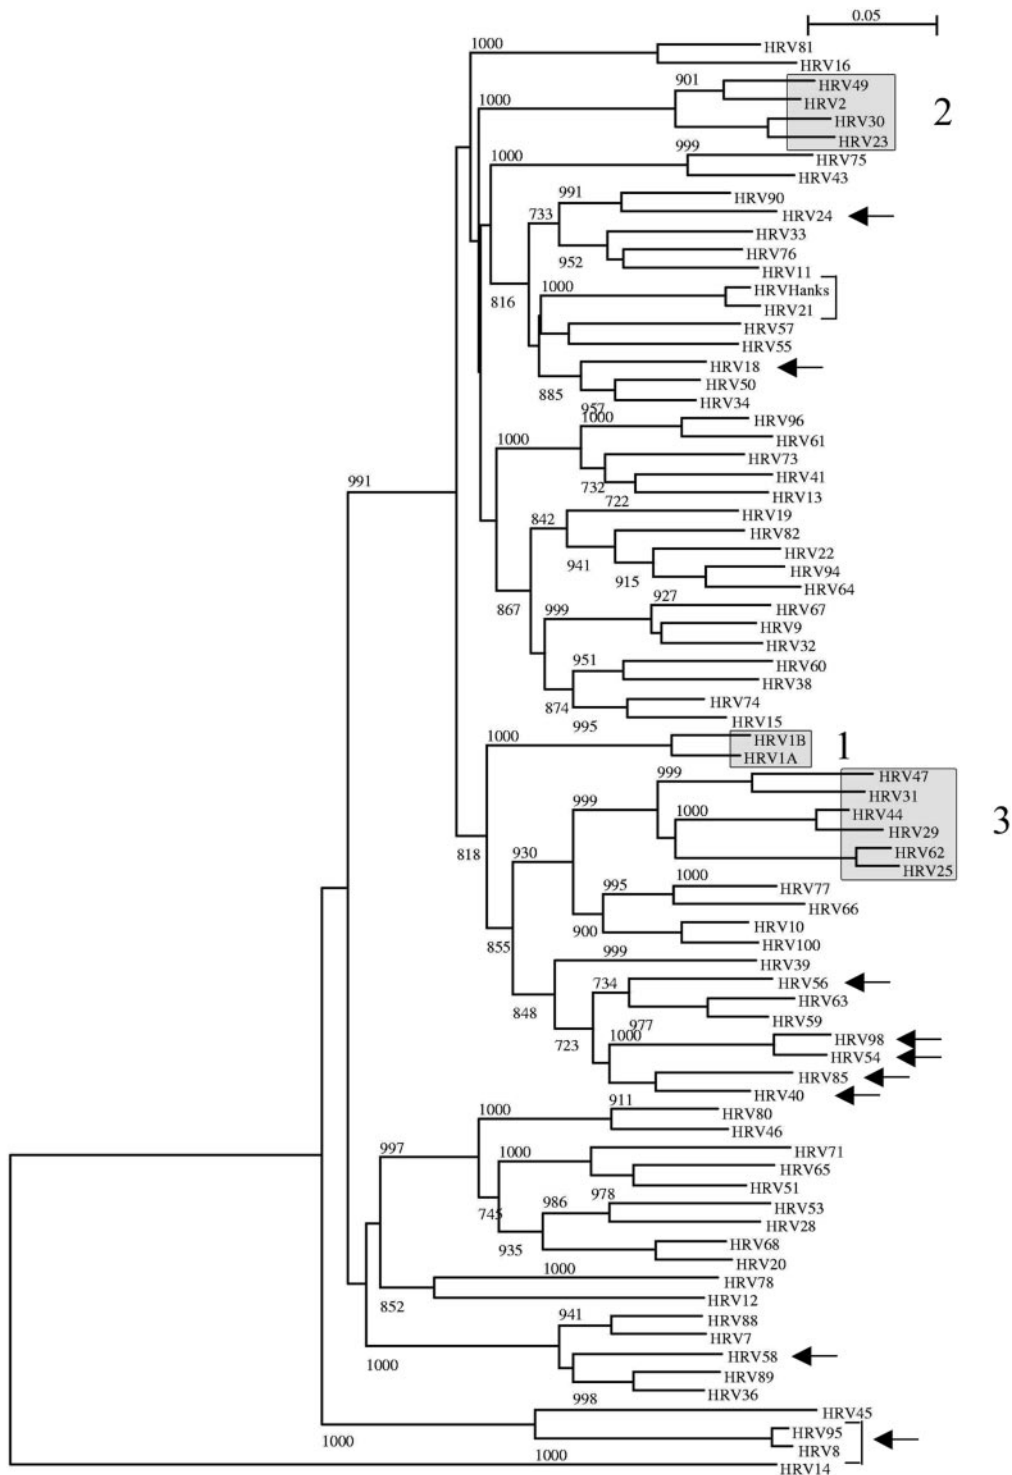 0.05
1000
HRV81
HRV16
901
HRV49
1000
HRV2
2
HRV30
HRV23
1000
999
HRV75
HRV43
991
HRV90
733
HRV24
HRV33
952
HRV76
HRV11
816
1000
HRVHanks
HRV21
HRV57
HRV55
HRV18
885
HRV50
957
HRV34
1000
HRV96
1000
HRV61
HRV73
732
HRV41
722
HRV13
842
HRV19
HRV82
941
915
HRV22
HRV94
HRV64
867
999
927
HRV67
HRV9
HRV32
951
HRV60
HRV38
874
HRV74
995
HRV15
1000
HRV1B
1
HRV1A
999
HRV47
999
HRV31
1000
HRV44
3
HRV29
818
930
HRV62
HRV25
995
1000
HRV77
HRV66
900
HRV10
855
HRV100
999
HRV39
734
HRV56
848
HRV63
977
HRV59
723
1000
HRV98
HRV54
HRV85
HRV40
991
1000
911
HRV80
HRV46
997
1000
HRV71
HRV65
HRV51
745
986
978
HRV53
HRV28
935
HRV68
HRV20
1000
HRV78
852
HRV12
941
HRV88
HRV7
1000
HRV58
HRV89
HRV36
998
HRV45
HRV95
1000
1000
HRV8
HRV14